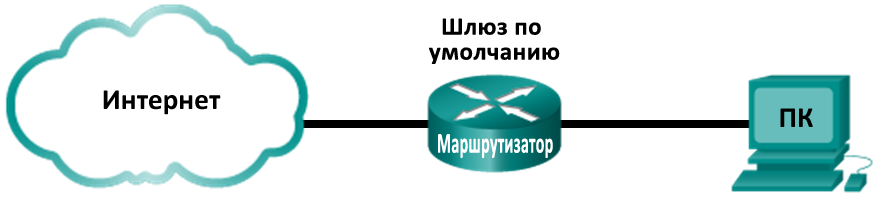 Шлюз по
умолчанию
Интернет
Маршрутизатор
ПК